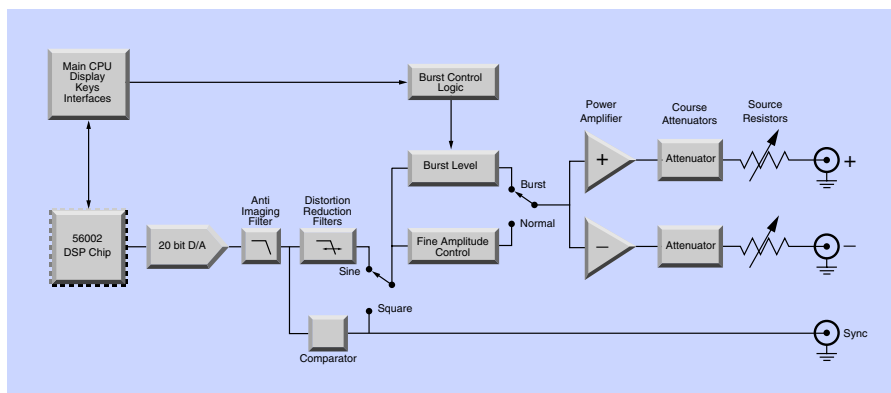 Main CPU
Display
Keys
Interfaces
Burst Control
Logic
Power
Amplifier
Course
Attenuators
Source
Resistors
Burst Level
Burst
+
Attenuator
+
Anti
Imaging
Filter
Distortion
Reduction
Filters
56002
DSP Chip
20 bit D/A
Fine Amplitude
Control
Normal
−
Attenuator
−
Sine
Square
Comparator
Sync